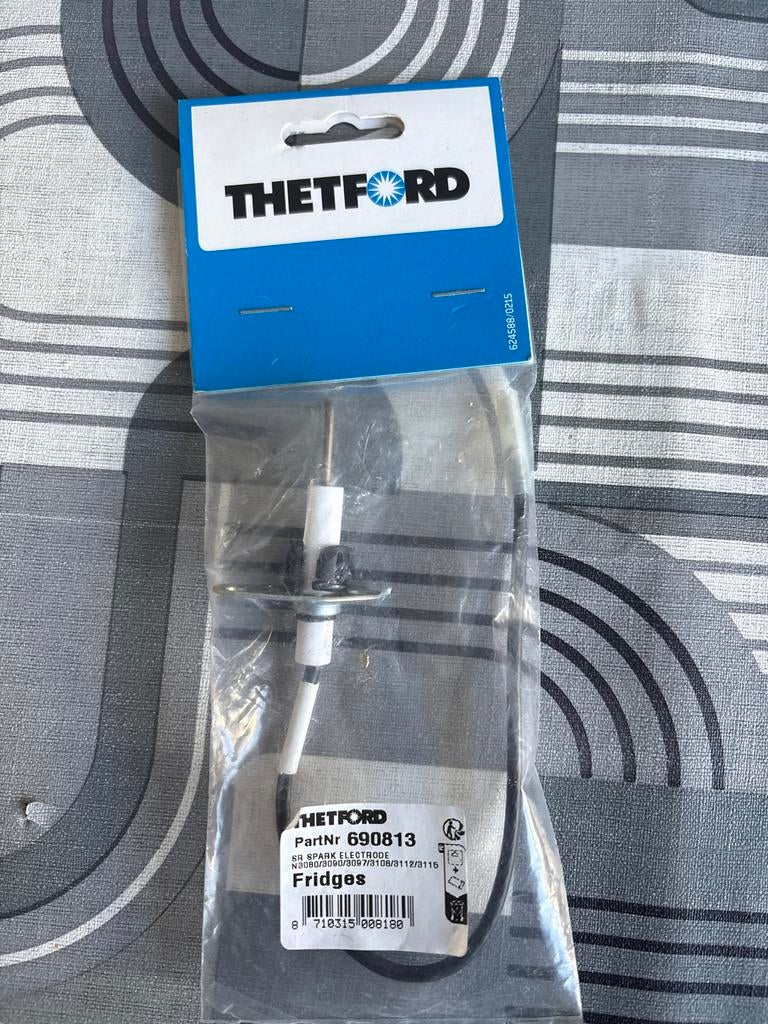 THETFORD
624588/0215
THETFORD
PartNr 690813
SR SPARK ELECTRODE
N3080/3090/3097/3108/3112/3115
Fridges
8 710315 008180